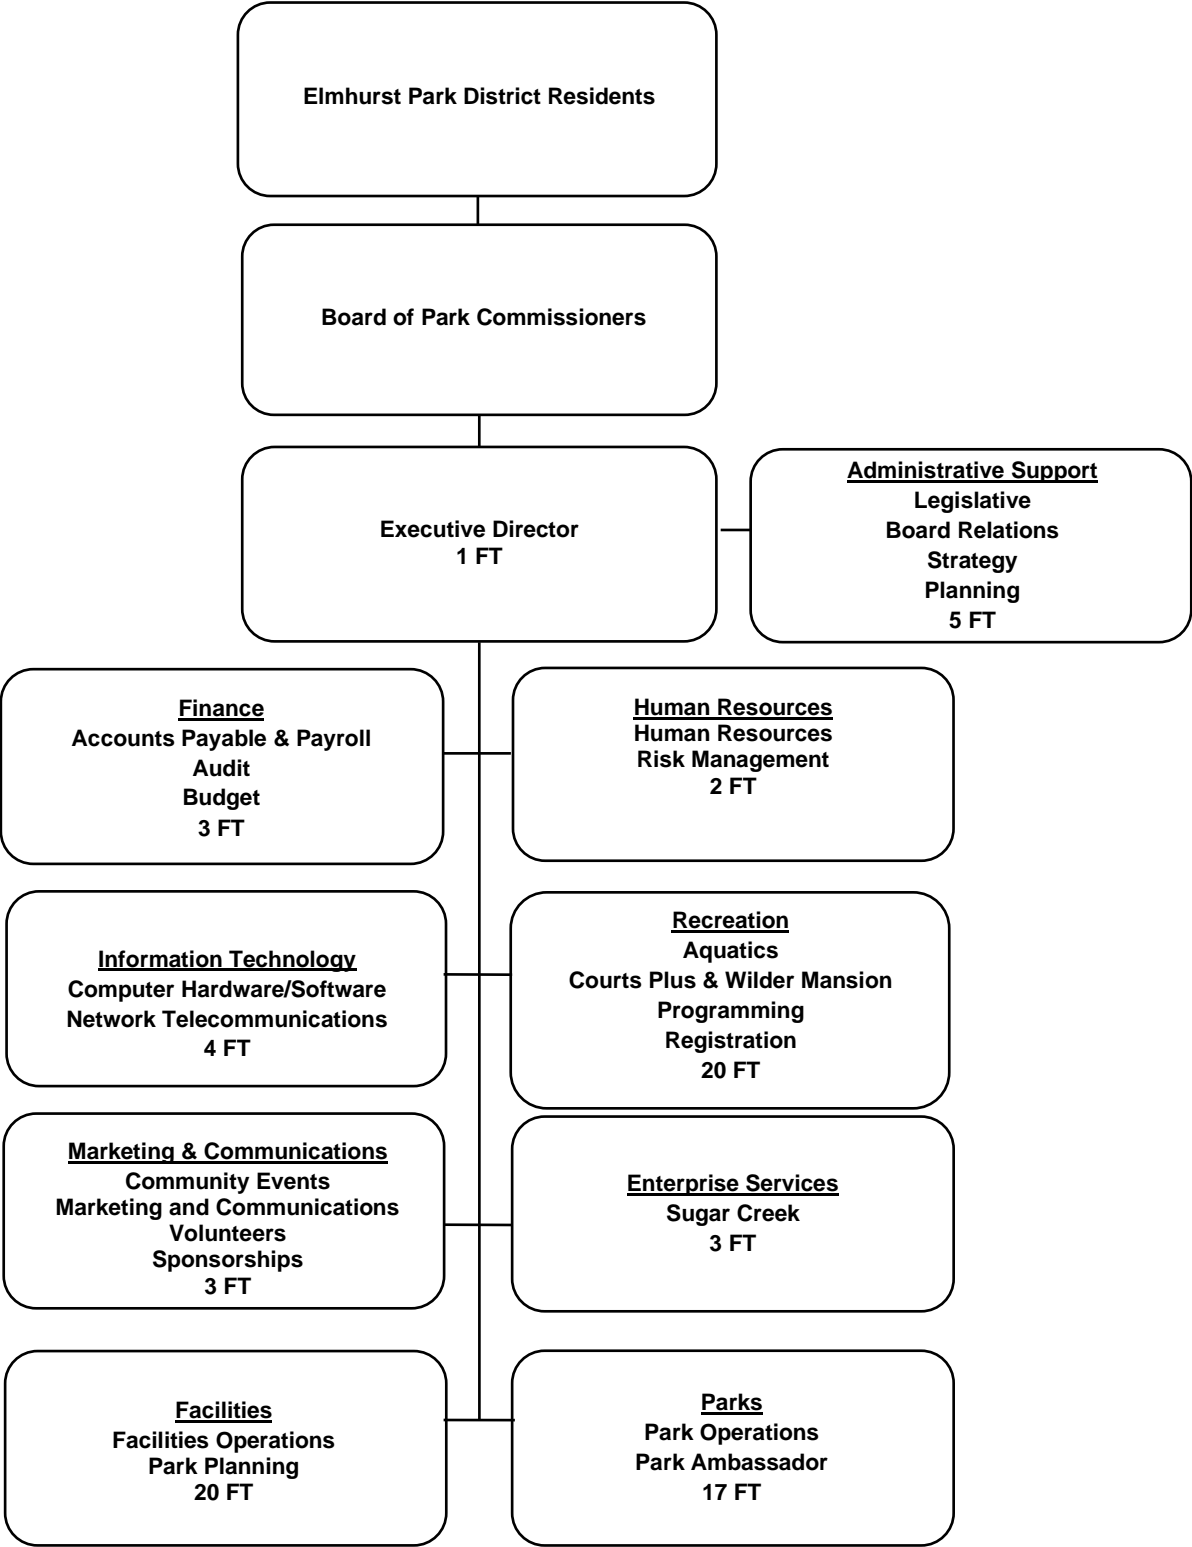 Elmhurst Park District Residents
Board of Park Commissioners
Executive Director
1 FT
Administrative Support
Legislative
Board Relations
Strategy
Planning
5 FT
Finance
Accounts Payable & Payroll
Audit
Budget
3 FT
Human Resources
Human Resources
Risk Management
2 FT
Information Technology
Computer Hardware/Software
Network Telecommunications
4 FT
Recreation
Aquatics
Courts Plus & Wilder Mansion
Programming
Registration
20 FT
Marketing & Communications
Community Events
Marketing and Communications
Volunteers
Sponsorships
3 FT
Enterprise Services
Sugar Creek
3 FT
Facilities
Facilities Operations
Park Planning
20 FT
Parks
Park Operations
Park Ambassador
17 FT